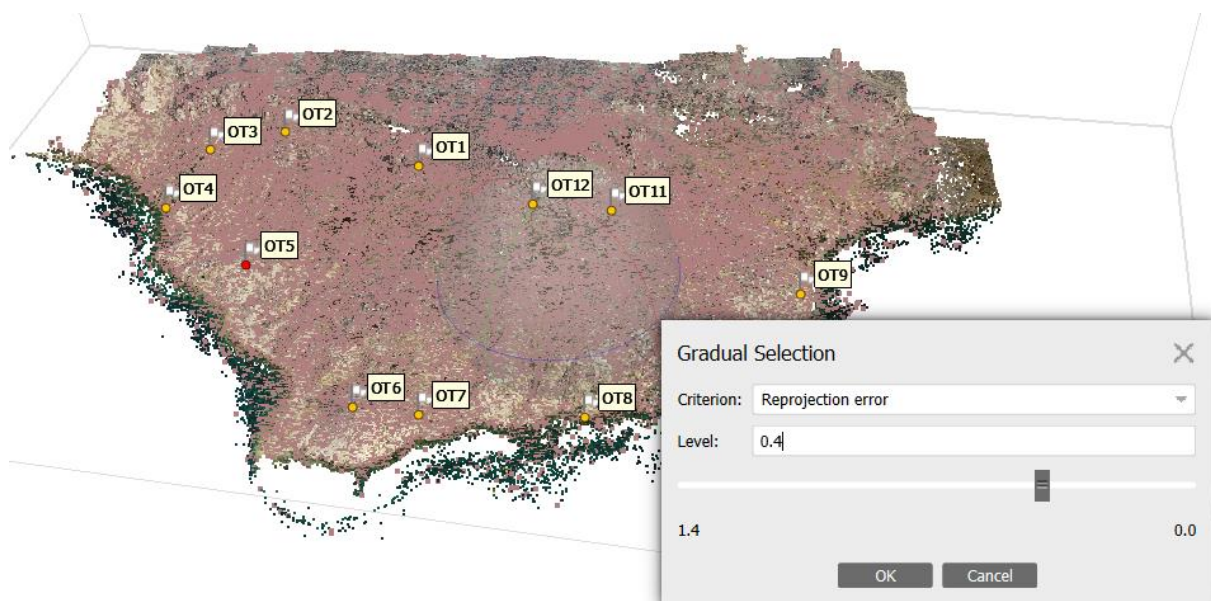 OT2
OT3
OT1
OT4
OT12
OT11
OT5
OT9
OT6
OT7
OT8
Gradual Selection
Criterion: Reprojection error
Level: 0.4
1.4 0.0
OK Cancel